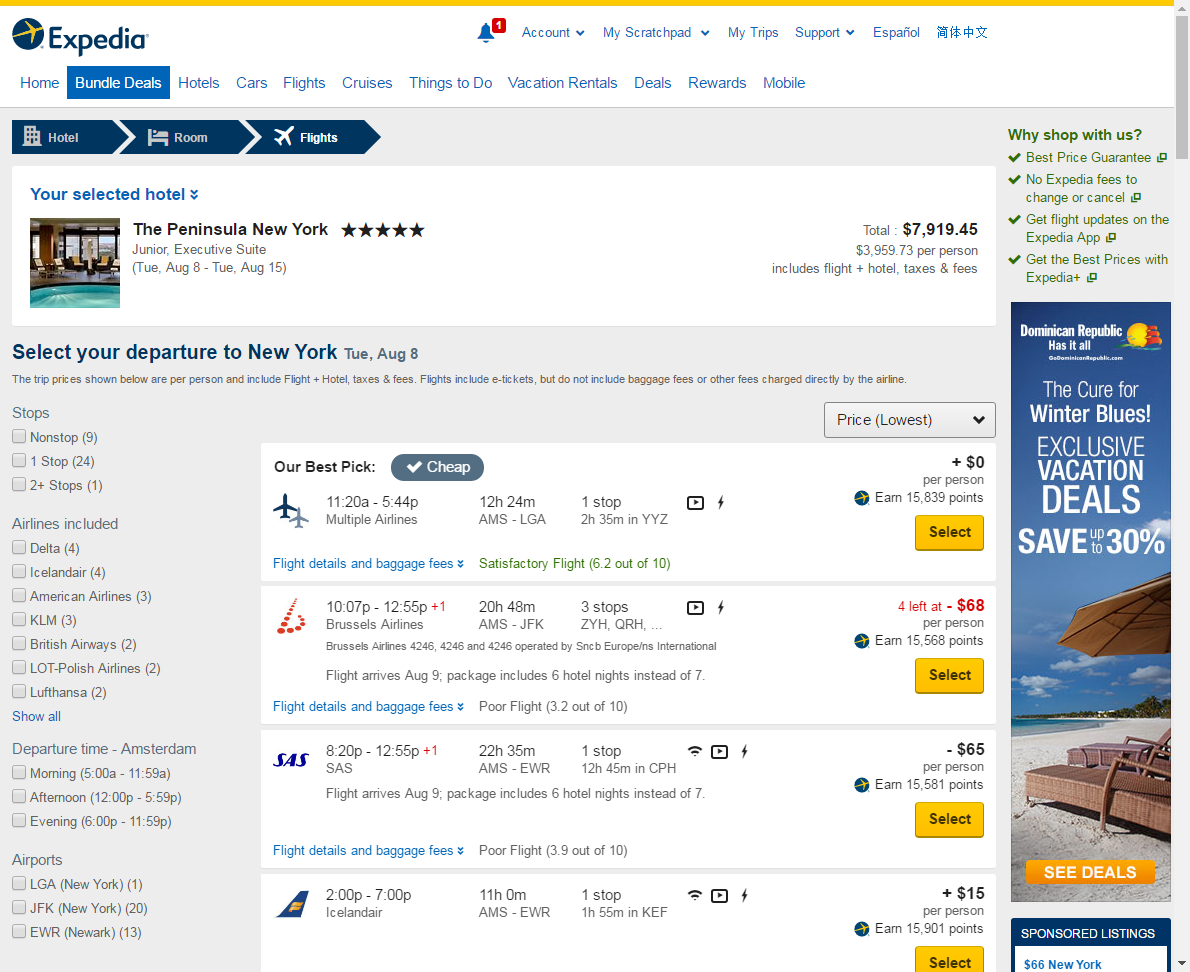 Expedia
1
Account
My Scratchpad
My Trips
Support
Español
简体中文
Home
Bundle Deals
Hotels
Cars
Flights
Cruises
Things to Do
Vacation Rentals
Deals
Rewards
Mobile
Hotel
Room
Flights
Your selected hotel
The Peninsula New York
Junior, Executive Suite
(Tue, Aug 8 - Tue, Aug 15)
Total : $7,919.45
$3,959.73 per person
includes flight + hotel, taxes & fees
Select your departure to New York Tue, Aug 8
The trip prices shown below are per person and include Flight + Hotel, taxes & fees. Flights include e-tickets, but do not include baggage fees or other fees charged directly by the airline.
Stops
Nonstop (9)
1 Stop (24)
2+ Stops (1)
Airlines included
Delta (4)
Icelandair (4)
American Airlines (3)
KLM (3)
British Airways (2)
LOT-Polish Airlines (2)
Lufthansa (2)
Show all
Departure time - Amsterdam
Morning (5:00a - 11:59a)
Afternoon (12:00p - 5:59p)
Evening (6:00p - 11:59p)
Airports
LGA (New York) (1)
JFK (New York) (20)
EWR (Newark) (13)
Price (Lowest)
Our Best Pick: Cheap
11:20a - 5:44p 12h 24m 1 stop
Multiple Airlines AMS - LGA 2h 35m in YYZ
+ $0
per person
Earn 15,839 points
Select
Flight details and baggage fees Satisfactory Flight (6.2 out of 10)
10:07p - 12:55p +1 20h 48m 3 stops
Brussels Airlines AMS - JFK ZYH, QRH, ...
Brussels Airlines 4246, 4246 and 4246 operated by Sncb Europe/ns International
Flight arrives Aug 9; package includes 6 hotel nights instead of 7.
4 left at - $68
per person
Earn 15,568 points
Select
Flight details and baggage fees Poor Flight (3.2 out of 10)
SAS
8:20p - 12:55p +1 22h 35m 1 stop
SAS AMS - EWR 12h 45m in CPH
Flight arrives Aug 9; package includes 6 hotel nights instead of 7.
- $65
per person
Earn 15,581 points
Select
Flight details and baggage fees Poor Flight (3.9 out of 10)
2:00p - 7:00p 11h 0m 1 stop
Icelandair AMS - EWR 1h 55m in KEF
+ $15
per person
Earn 15,901 points
Select
Why shop with us?
Best Price Guarantee
No Expedia fees to
change or cancel
Get flight updates on the
Expedia App
Get the Best Prices with
Expedia+
Dominican Republic
Has it all
GoDominicanRepublic.com
The Cure for
Winter Blues!
EXCLUSIVE
VACATION
DEALS
SAVE up to 30%
SEE DEALS
SPONSORED LISTINGS
$66 New York